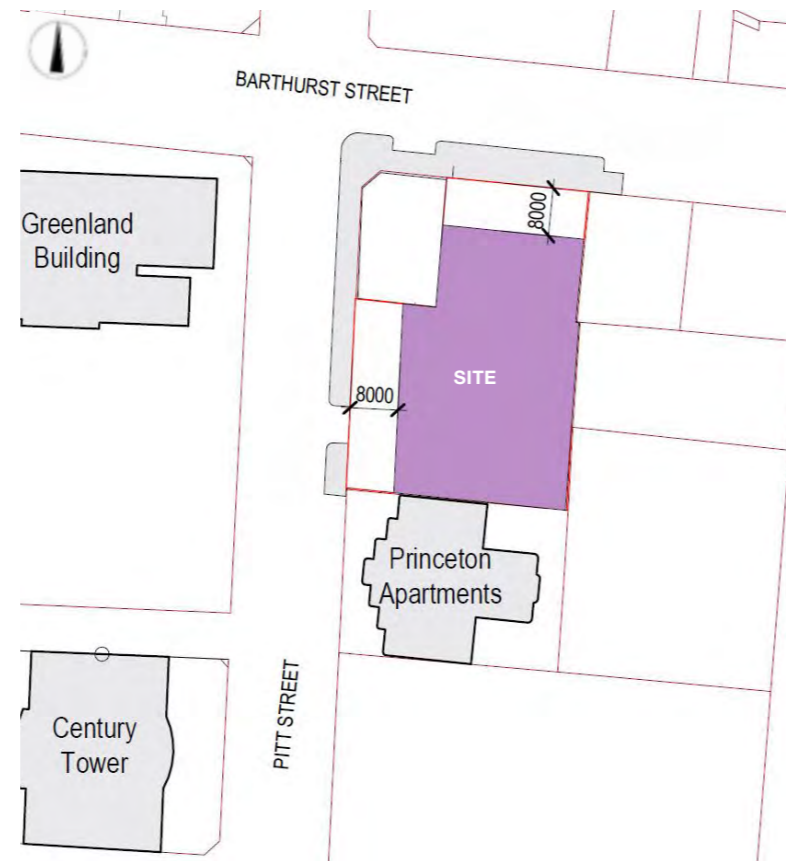 BARTHURST STREET
Greenland
Building
8000
SITE
8000
Princeton
Apartments
PITT STREET
Century
Tower